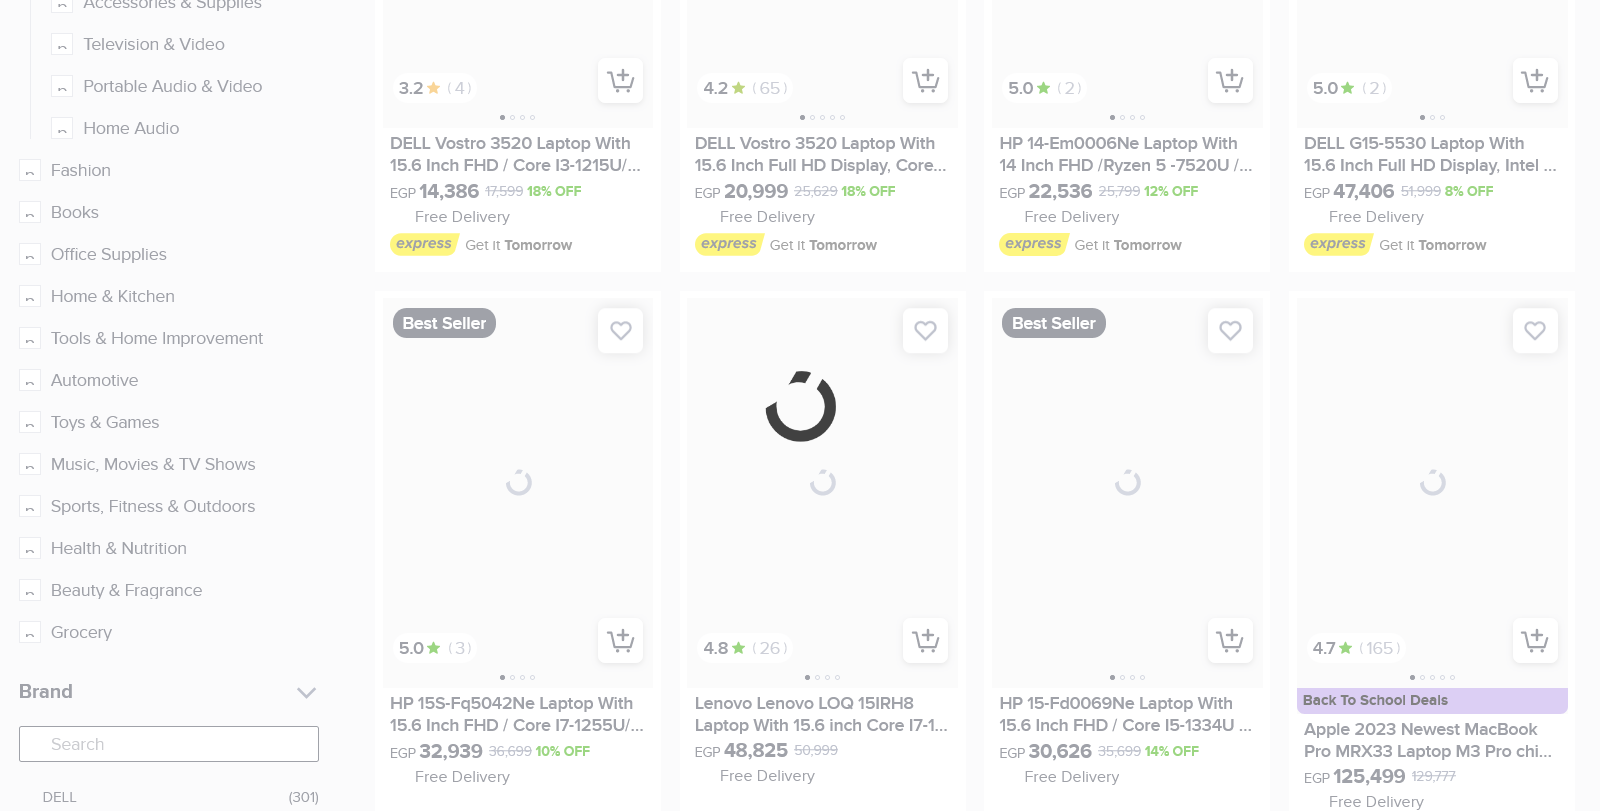 Accessories & Supplies
Television & Video
Portable Audio & Video
Home Audio
Fashion
Books
Office Supplies
Home & Kitchen
Tools & Home Improvement
Automotive
Toys & Games
Music, Movies & TV Shows
Sports, Fitness & Outdoors
Health & Nutrition
Beauty & Fragrance
Grocery
Brand
Search
DELL (301)
3.2 (4)
DELL Vostro 3520 Laptop With
15.6 Inch FHD / Core I3-1215U/...
EGP 14,386 17,599 18% OFF
Free Delivery
express Get it Tomorrow
4.2 (65)
DELL Vostro 3520 Laptop With
15.6 Inch Full HD Display, Core...
EGP 20,999 25,629 18% OFF
Free Delivery
express Get it Tomorrow
5.0 (2)
HP 14-Em0006Ne Laptop With
14 Inch FHD /Ryzen 5 -7520U /...
EGP 22,536 25,799 12% OFF
Free Delivery
express Get it Tomorrow
5.0 (2)
DELL G15-5530 Laptop With
15.6 Inch Full HD Display, Intel ...
EGP 47,406 51,999 8% OFF
Free Delivery
express Get it Tomorrow
Best Seller
5.0 (3)
HP 15S-Fq5042Ne Laptop With
15.6 Inch FHD / Core I7-1255U/...
EGP 32,939 36,699 10% OFF
Free Delivery
4.8 (26)
Lenovo Lenovo LOQ 15IRH8
Laptop With 15.6 inch Core I7-1...
EGP 48,825 50,999
Free Delivery
Best Seller
HP 15-Fd0069Ne Laptop With
15.6 Inch FHD / Core I5-1334U ...
EGP 30,626 35,699 14% OFF
Free Delivery
4.7 (165)
Back To School Deals
Apple 2023 Newest MacBook
Pro MRX33 Laptop M3 Pro chi...
EGP 125,499 129,777
Free Delivery